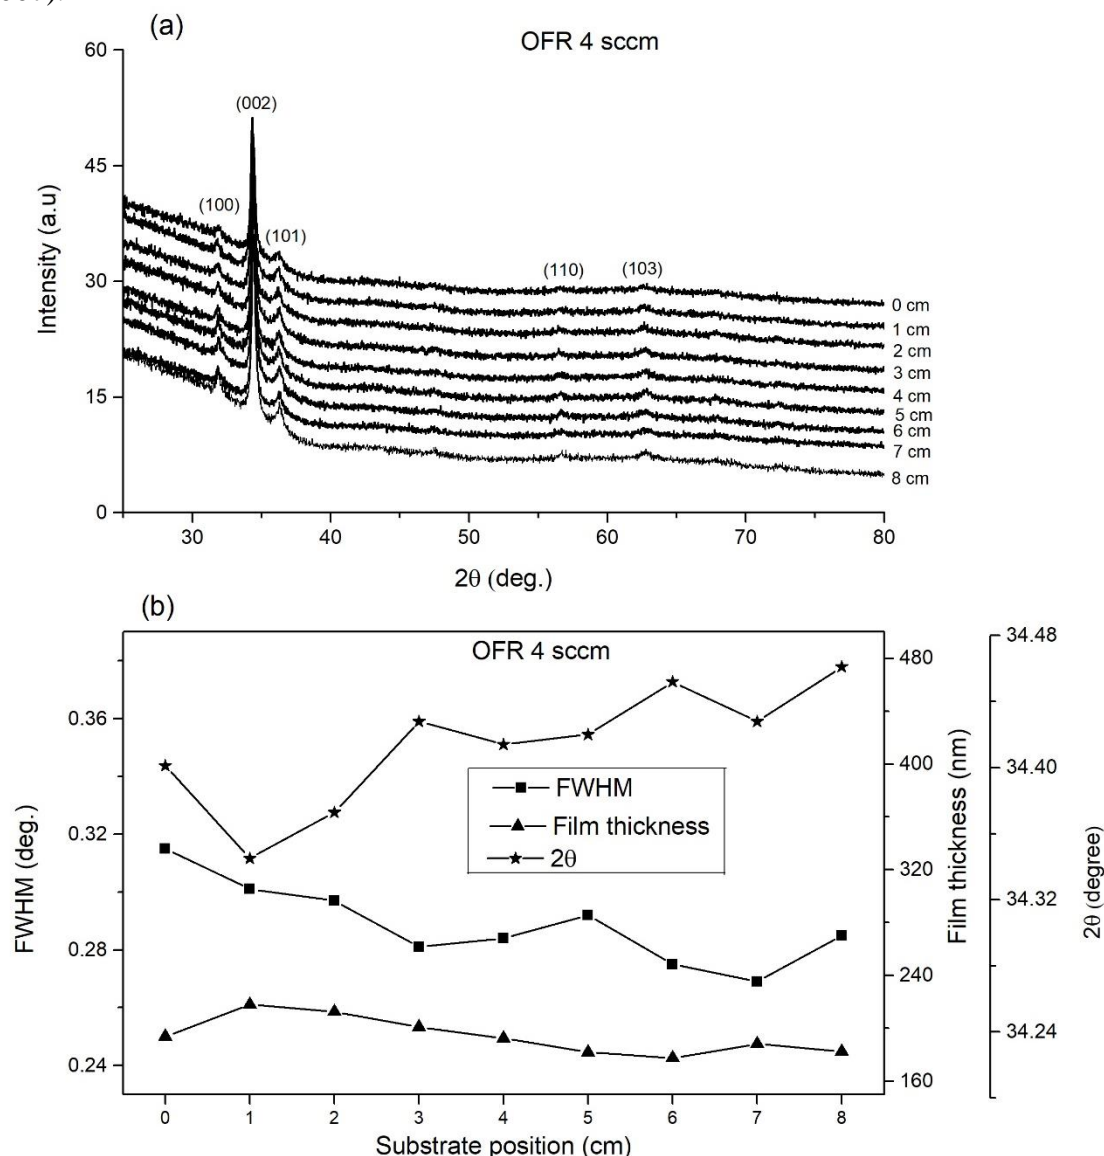 (a)
OFR 4 sccm
60
45
30
15
0
Intensity (a.u)
(002)
(100)
(101)
(110)
(103)
0 cm
1 cm
2 cm
3 cm
4 cm
5 cm
6 cm
7 cm
8 cm
30
40
50
60
70
80
2θ (deg.)
(b)
OFR 4 sccm
0.36
0.32
0.28
0.24
FWHM (deg.)
FWHM
Film thickness
2θ
480
400
320
240
160
Film thickness (nm)
34.48
34.40
34.32
34.24
2θ (degree)
0
1
2
3
4
5
6
7
8
Substrate position (cm)